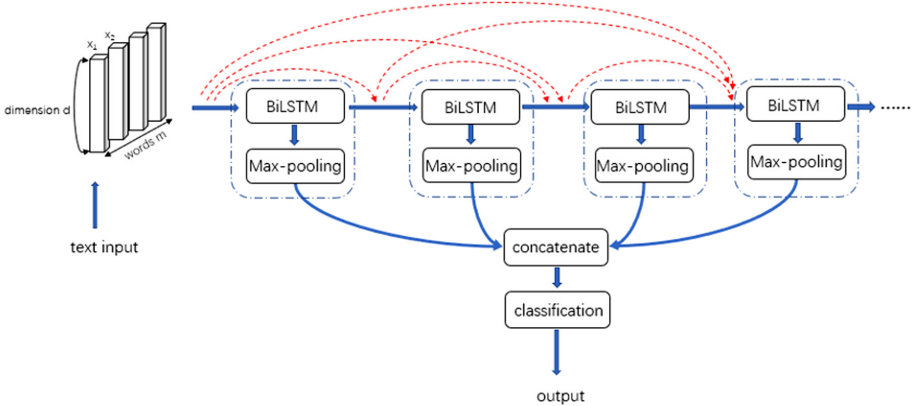 x1 x2
dimension d
words m
text input
BiLSTM BiLSTM BiLSTM BiLSTM ......
Max-pooling Max-pooling Max-pooling Max-pooling
concatenate
classification
output